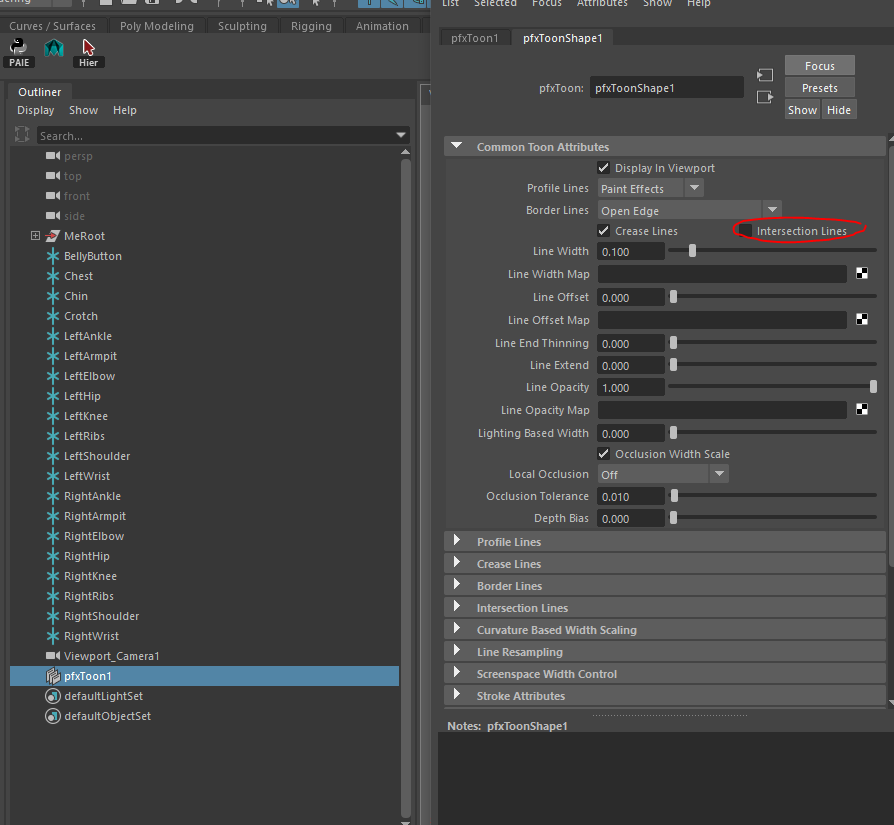 List Selected Focus Attributes Show Help
Curves / Surfaces Poly Modeling Sculpting Rigging Animation
PAIE Hier
Outliner
Display Show Help
Search...
persp
top
front
side
MeRoot
BellyButton
Chest
Chin
Crotch
LeftAnkle
LeftArmpit
LeftElbow
LeftHip
LeftKnee
LeftRibs
LeftShoulder
LeftWrist
RightAnkle
RightArmpit
RightElbow
RightHip
RightKnee
RightRibs
RightShoulder
RightWrist
Viewport_Camera1
pfxToon1
defaultLightSet
defaultObjectSet
pfxToon1 pfxToonShape1
pfxToon: pfxToonShape1
Focus
Presets
Show Hide
Common Toon Attributes
Display In Viewport
Profile Lines Paint Effects
Border Lines Open Edge
Crease Lines Intersection Lines
Line Width 0.100
Line Width Map
Line Offset 0.000
Line Offset Map
Line End Thinning 0.000
Line Extend 0.000
Line Opacity 1.000
Line Opacity Map
Lighting Based Width 0.000
Occlusion Width Scale
Local Occlusion Off
Occlusion Tolerance 0.010
Depth Bias 0.000
Profile Lines
Crease Lines
Border Lines
Intersection Lines
Curvature Based Width Scaling
Line Resampling
Screenspace Width Control
Stroke Attributes
Notes: pfxToonShape1